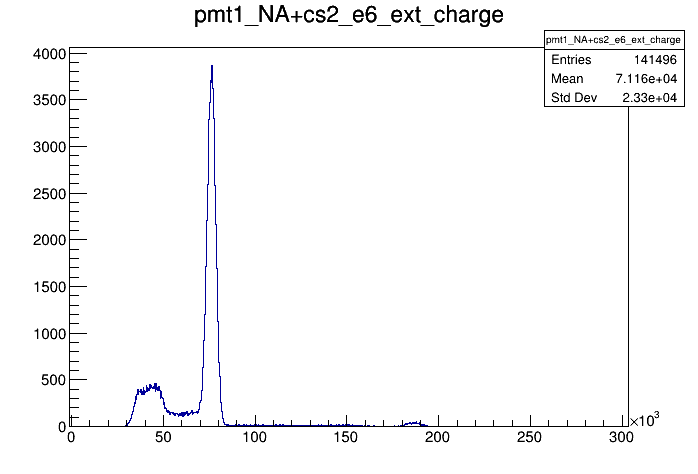 pmt1_NA+cs2_e6_ext_charge
pmt1_NA+cs2_e6_ext_charge
Entries 141496
Mean 7.116e+04
Std Dev 2.33e+04
4000
3500
3000
2500
2000
1500
1000
500
0
0 50 100 150 200 250 300
×10³